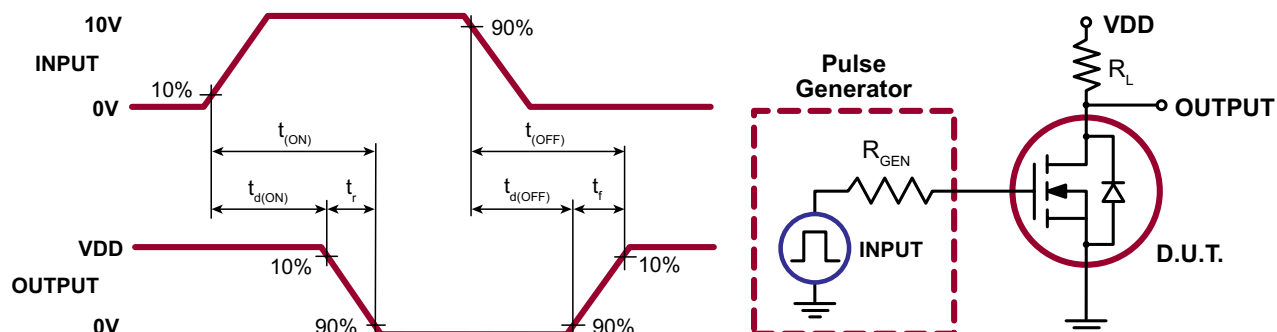 10V
90%
INPUT
10%
0V
t(ON)
t(OFF)
td(ON)
tr
td(OFF)
tf
VDD
10%
10%
OUTPUT
90%
90%
0V
VDD
RL
Pulse
Generator
OUTPUT
RGEN
INPUT
D.U.T.